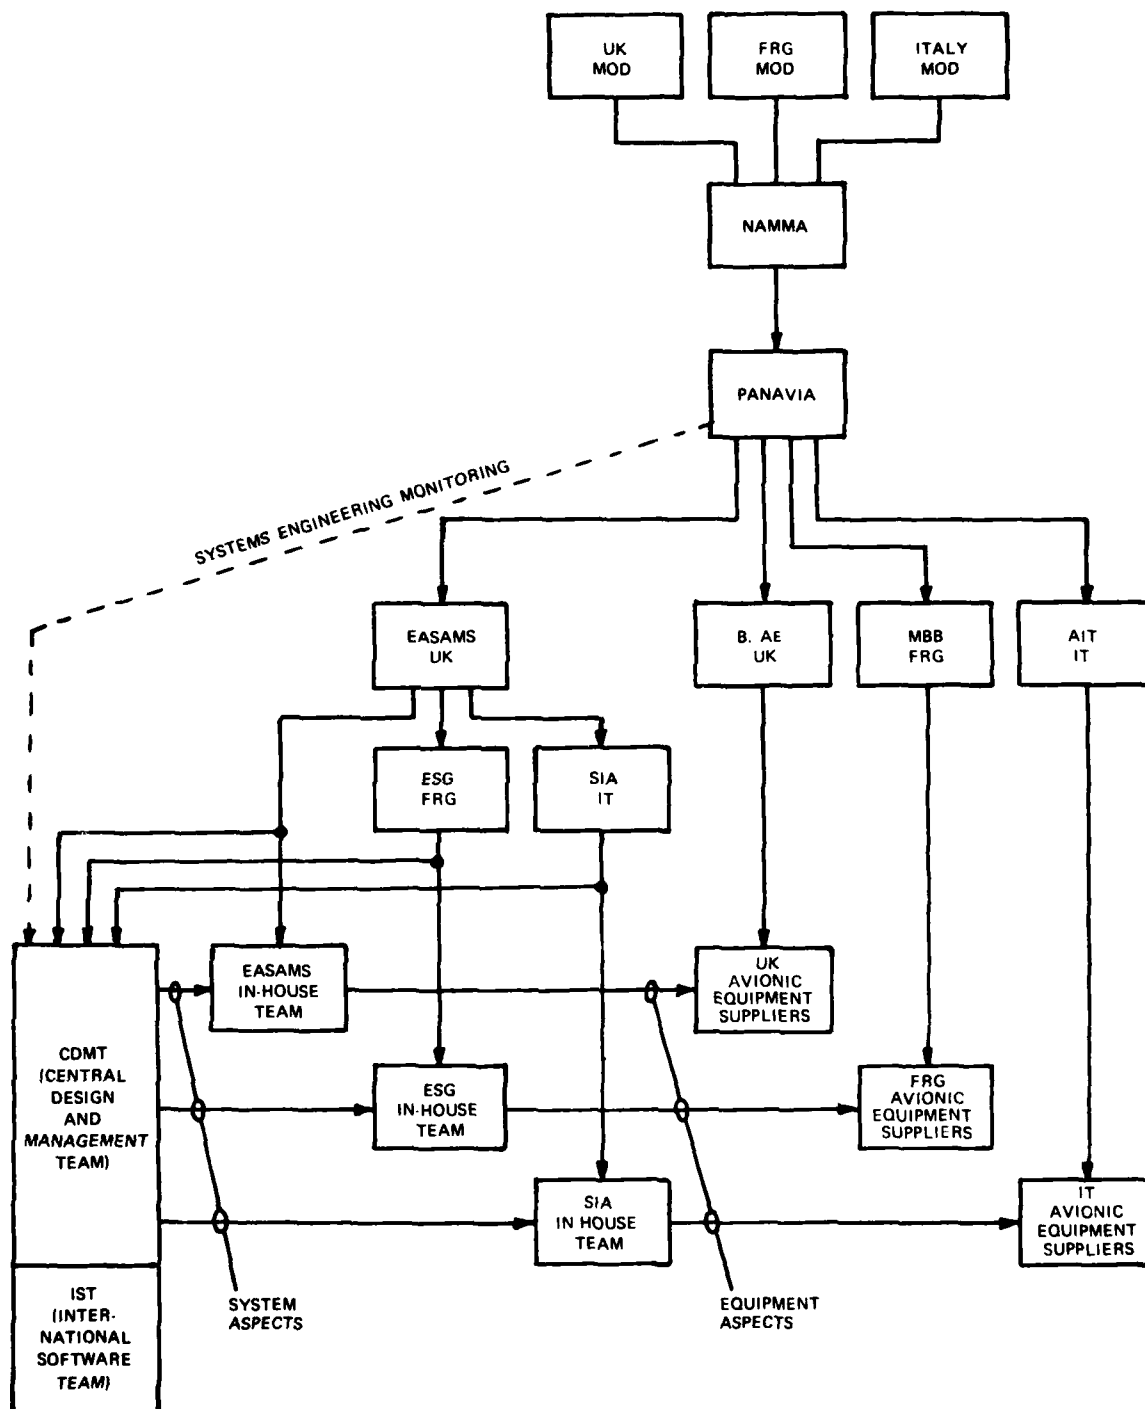 UK
MOD
FRG
MOD
ITALY
MOD
NAMMA
PANAVIA
SYSTEMS ENGINEERING MONITORING
EASAMS
UK
B. AE
UK
MBB
FRG
AIT
IT
ESG
FRG
SIA
IT
CDMT
(CENTRAL
DESIGN
AND
MANAGEMENT
TEAM)
EASAMS
IN-HOUSE
TEAM
UK
AVIONIC
EQUIPMENT
SUPPLIERS
ESG
IN-HOUSE
TEAM
FRG
AVIONIC
EQUIPMENT
SUPPLIERS
SIA
IN HOUSE
TEAM
IT
AVIONIC
EQUIPMENT
SUPPLIERS
IST
(INTER-
NATIONAL
SOFTWARE
TEAM)
SYSTEM
ASPECTS
EQUIPMENT
ASPECTS